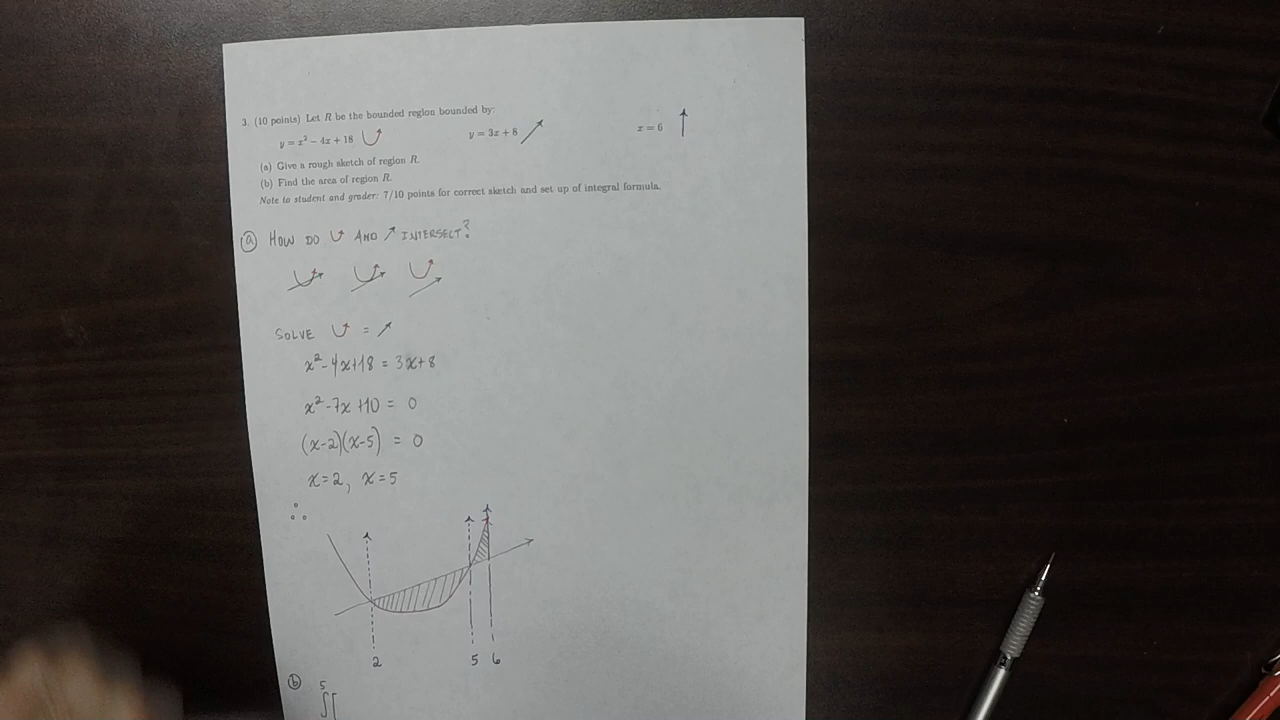 3. (10 points) Let R be the bounded region bounded by:
y = x² − 4x + 18 y = 3x + 8 x = 6
(a) Give a rough sketch of region R.
(b) Find the area of region R.
Note to student and grader: 7/10 points for correct sketch and set up of integral formula.
ⓐ HOW DO AND ↗ INTERSECT?
SOLVE = ↗
x²-4x+18 = 3x+8
x²-7x+10 = 0
(x-2)(x-5) = 0
x=2, x=5
∴
2 5 6
ⓑ 5
∫[